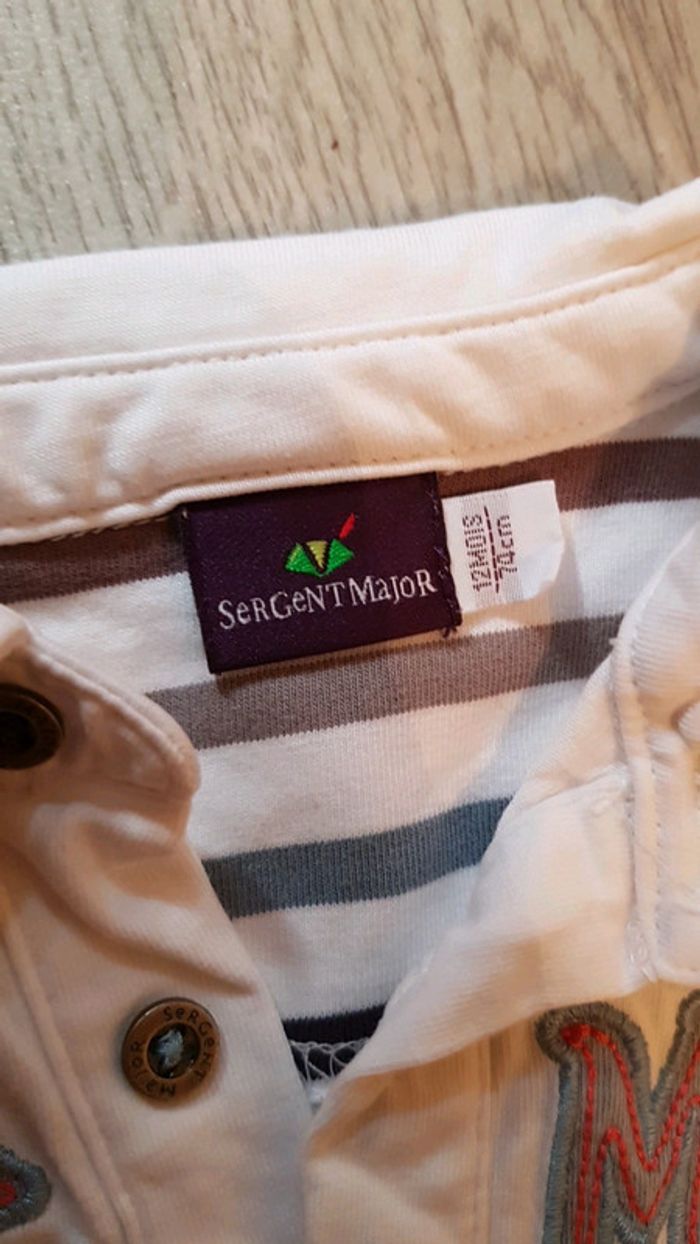 SeRGeNTMaJoR
12MOIS
74cm
SeRGeNT
MaJoR
M